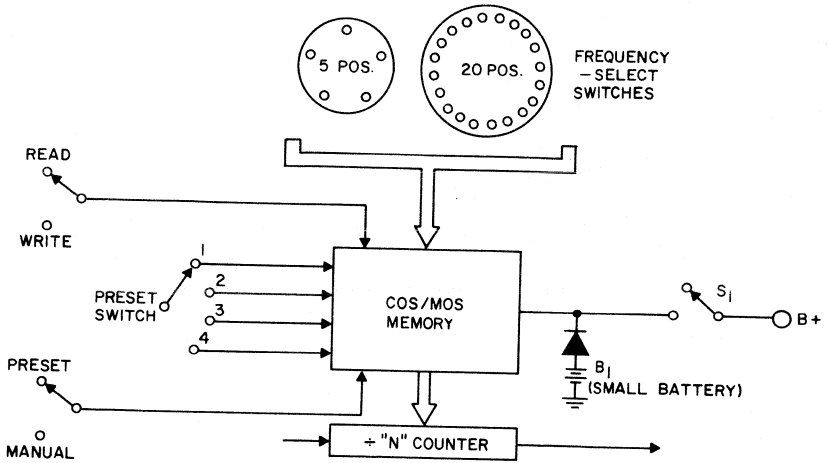 5 POS.
20 POS.
FREQUENCY
-SELECT
SWITCHES
READ
WRITE
1
2
3
4
PRESET
SWITCH
COS/MOS
MEMORY
S1
B+
B1
(SMALL BATTERY)
PRESET
MANUAL
÷ "N" COUNTER